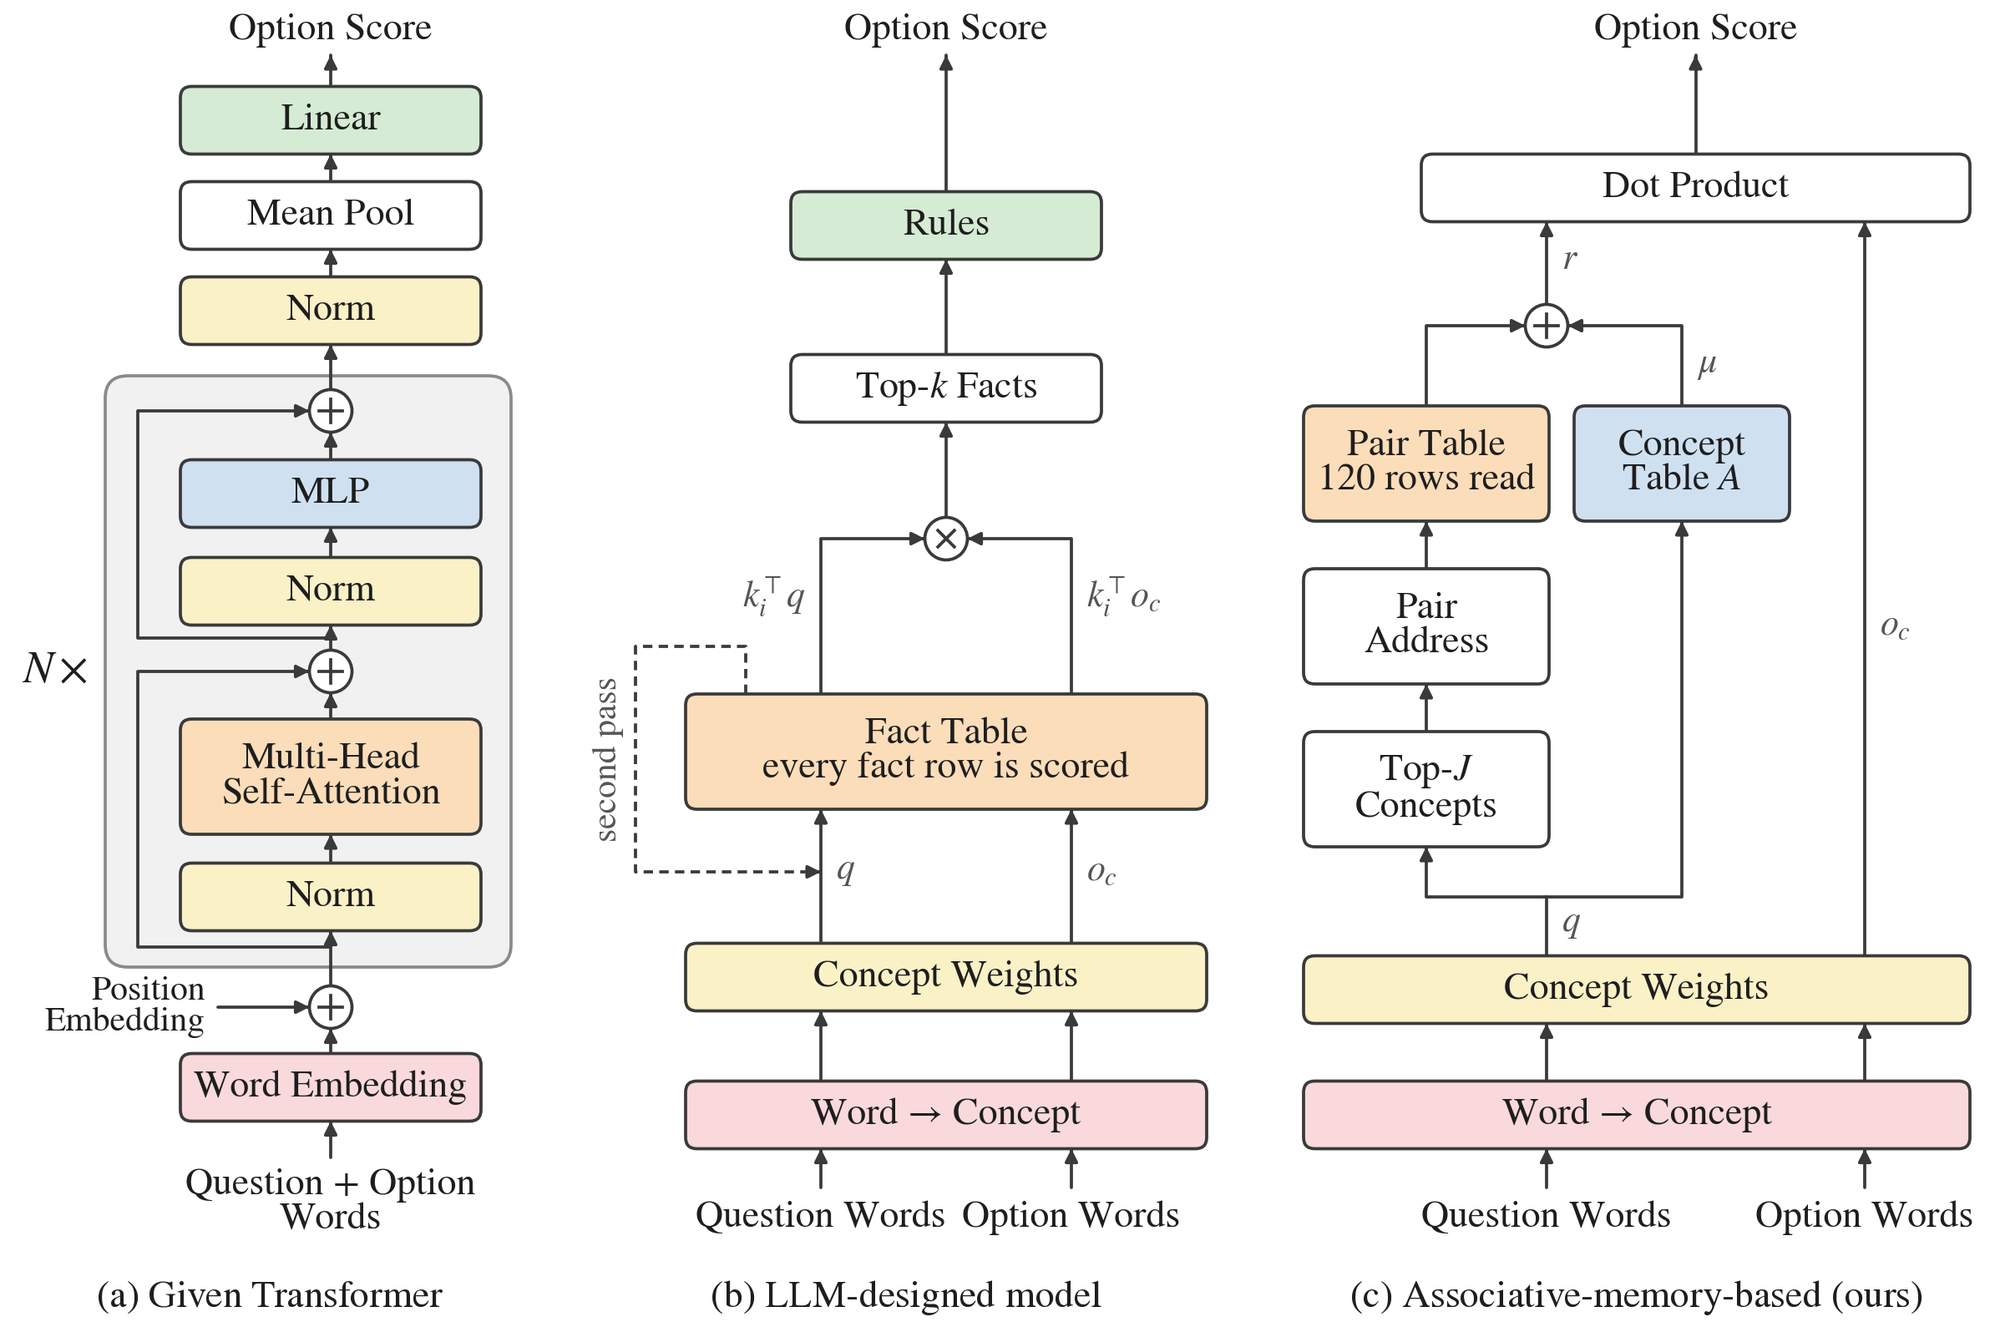 Option Score
Linear
Mean Pool
Norm
MLP
Norm
N×
Multi-Head
Self-Attention
Norm
Position
Embedding
Word Embedding
Question + Option
Words
(a) Given Transformer
Option Score
Rules
Top-k Facts
k_i^⊤ q
k_i^⊤ o_c
second pass
Fact Table
every fact row is scored
q
o_c
Concept Weights
Word → Concept
Question Words
Option Words
(b) LLM-designed model
Option Score
Dot Product
r
μ
Pair Table
120 rows read
Concept
Table A
Pair
Address
o_c
Top-J
Concepts
q
Concept Weights
Word → Concept
Question Words
Option Words
(c) Associative-memory-based (ours)